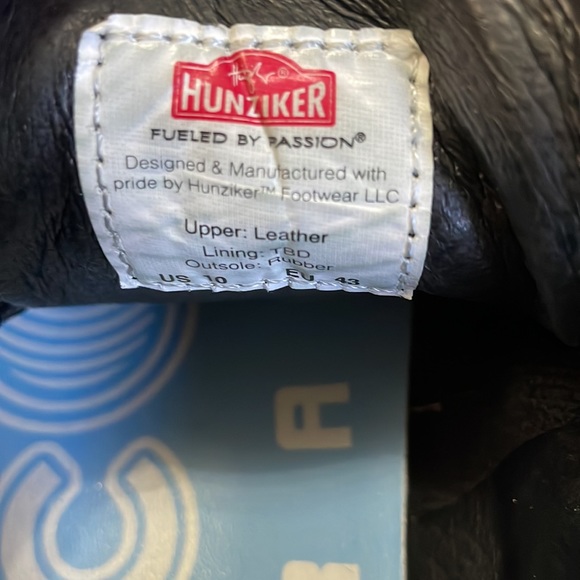 HUNZIKER
FUELED BY PASSION®
Designed & Manufactured with
pride by Hunziker™ Footwear LLC
Upper: Leather
Lining: TBD
Outsole: Rubber
US 10 EU 43
C
A